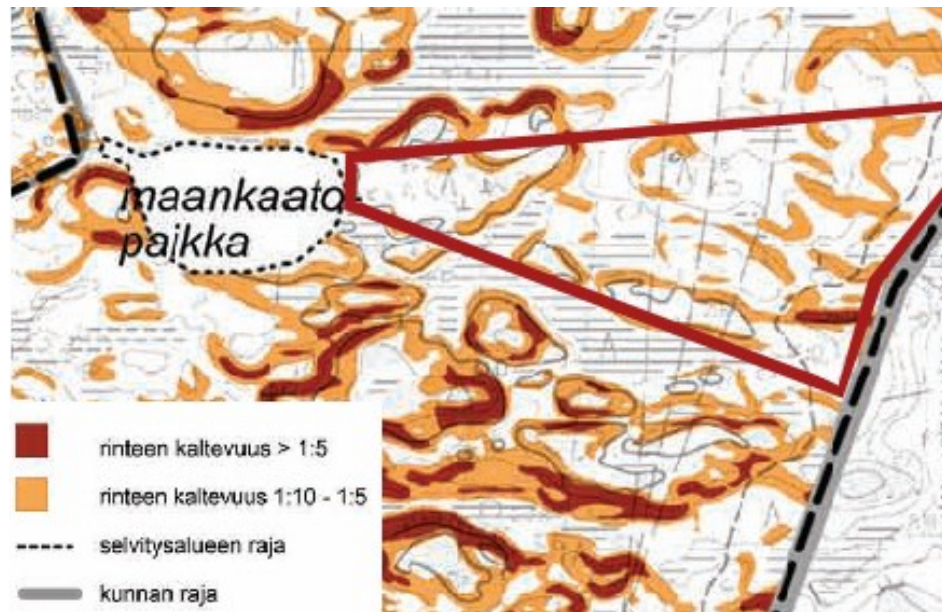 maankaato-
paikka
rinteen kaltevuus > 1:5
rinteen kaltevuus 1:10 - 1:5
selvitysalueen raja
kunnan raja